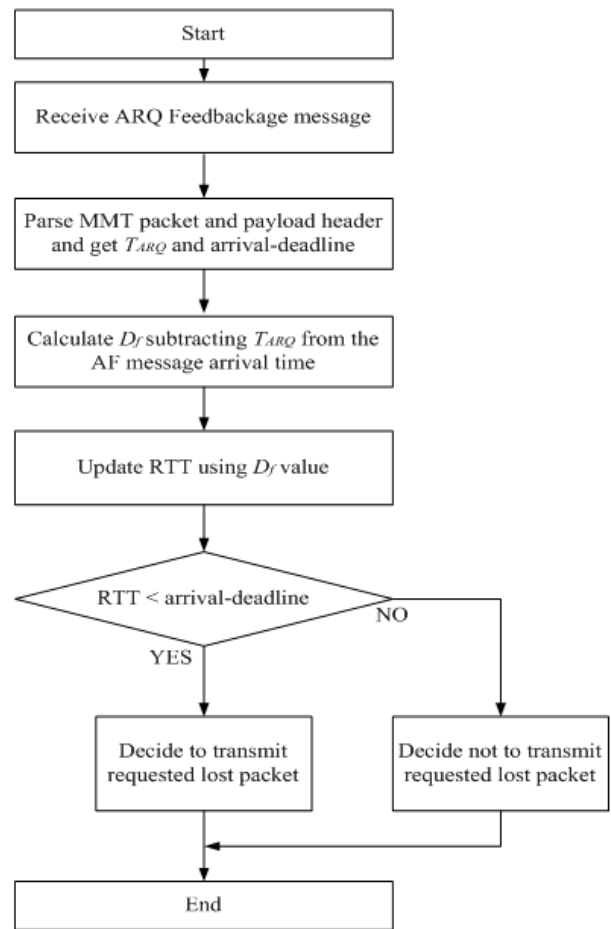 Start
Receive ARQ Feedbackage message
Parse MMT packet and payload header
and get TARQ and arrival-deadline
Calculate Df subtracting TARQ from the
AF message arrival time
Update RTT using Df value
RTT < arrival-deadline
NO
YES
Decide to transmit
requested lost packet
Decide not to transmit
requested lost packet
End